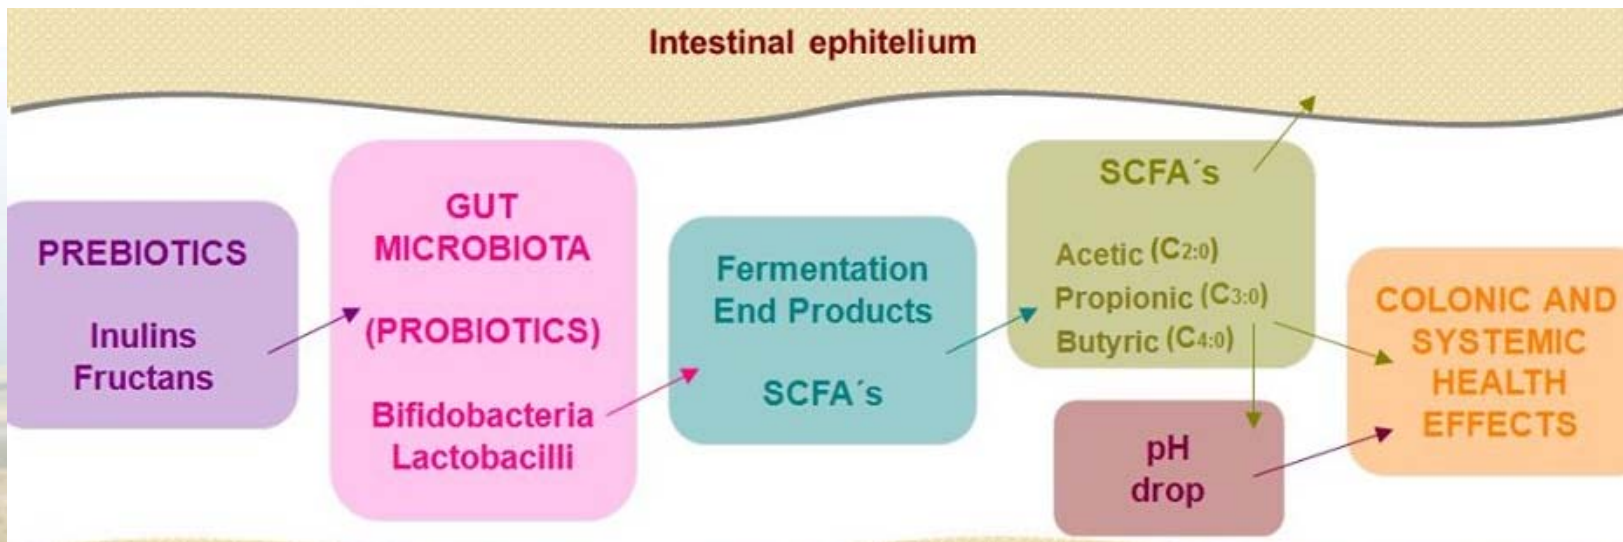 Intestinal ephitelium
PREBIOTICS
Inulins
Fructans
GUT
MICROBIOTA
(PROBIOTICS)
Bifidobacteria
Lactobacilli
Fermentation
End Products
SCFA´s
SCFA´s
Acetic (C2:0)
Propionic (C3:0)
Butyric (C4:0)
pH
drop
COLONIC AND
SYSTEMIC
HEALTH
EFFECTS